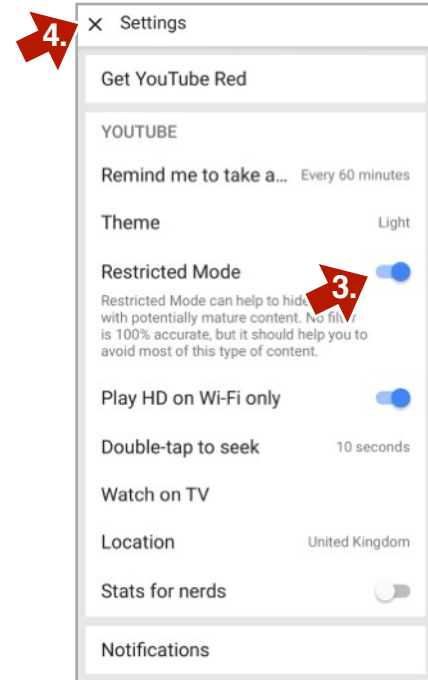 4.
× Settings
Get YouTube Red
YOUTUBE
Remind me to take a... Every 60 minutes
Theme Light
Restricted Mode
3.
Restricted Mode can help to hide
with potentially mature content. No filter
is 100% accurate, but it should help you to
avoid most of this type of content.
Play HD on Wi-Fi only
Double-tap to seek 10 seconds
Watch on TV
Location United Kingdom
Stats for nerds
Notifications